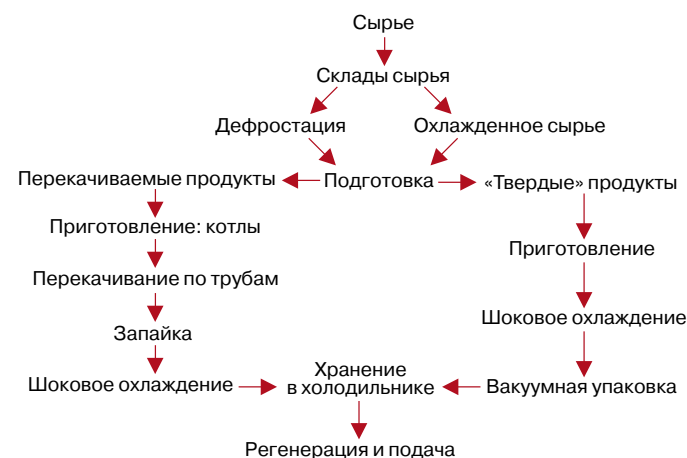 Сырье
Склады сырья
Дефростация
Охлажденное сырье
Перекачиваемые продукты
Подготовка
«Твердые» продукты
Приготовление: котлы
Приготовление
Перекачивание по трубам
Шоковое охлаждение
Запайка
Шоковое охлаждение
Хранение
в холодильнике
Вакуумная упаковка
Регенерация и подача